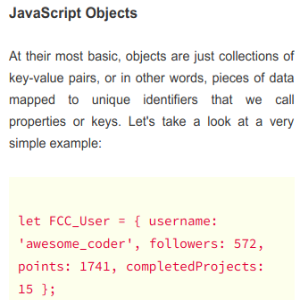 JavaScript Objects
At their most basic, objects are just collections of
key-value pairs, or in other words, pieces of data
mapped to unique identifiers that we call
properties or keys. Let's take a look at a very
simple example:
let FCC_User = { username:
'awesome_coder', followers: 572,
points: 1741, completedProjects:
15 };